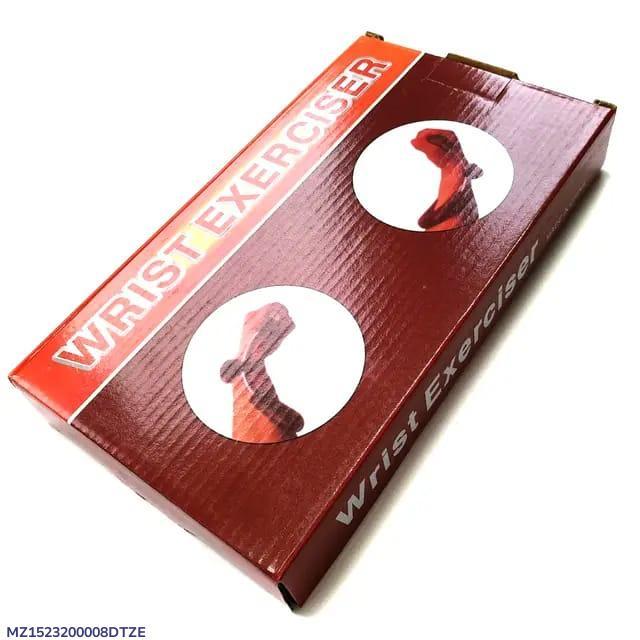 WRIST EXERCISER
Wrist Exerciser
MZ1523200008DTZE